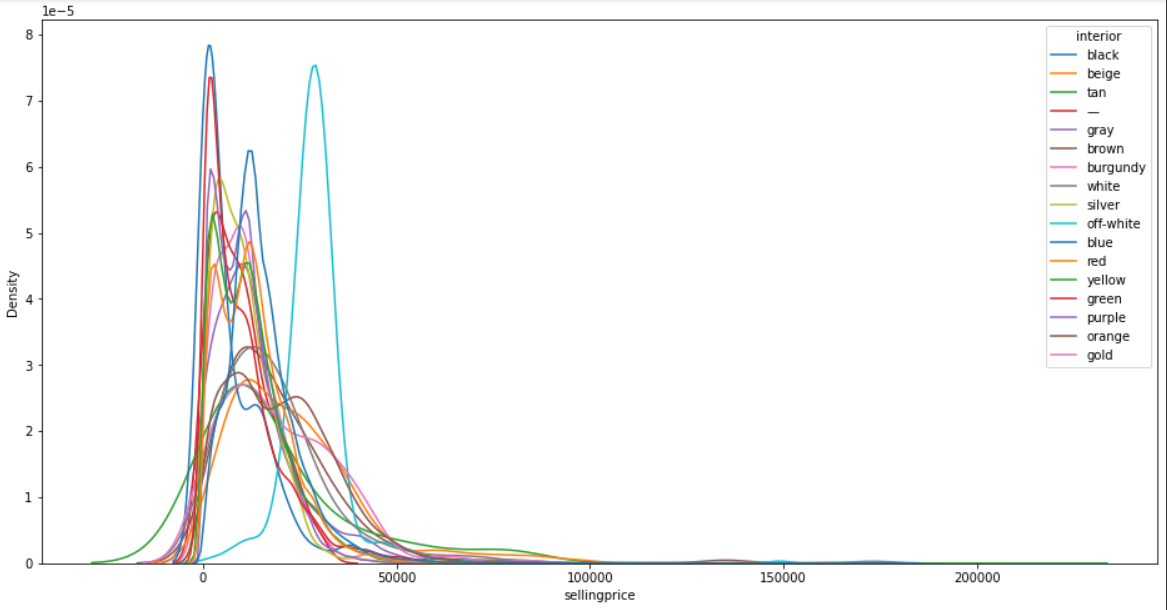 1e−5
8
7
6
5
4
3
2
1
0
Density
0
50000
100000
150000
200000
sellingprice
interior
black
beige
tan
—
gray
brown
burgundy
white
silver
off-white
blue
red
yellow
green
purple
orange
gold